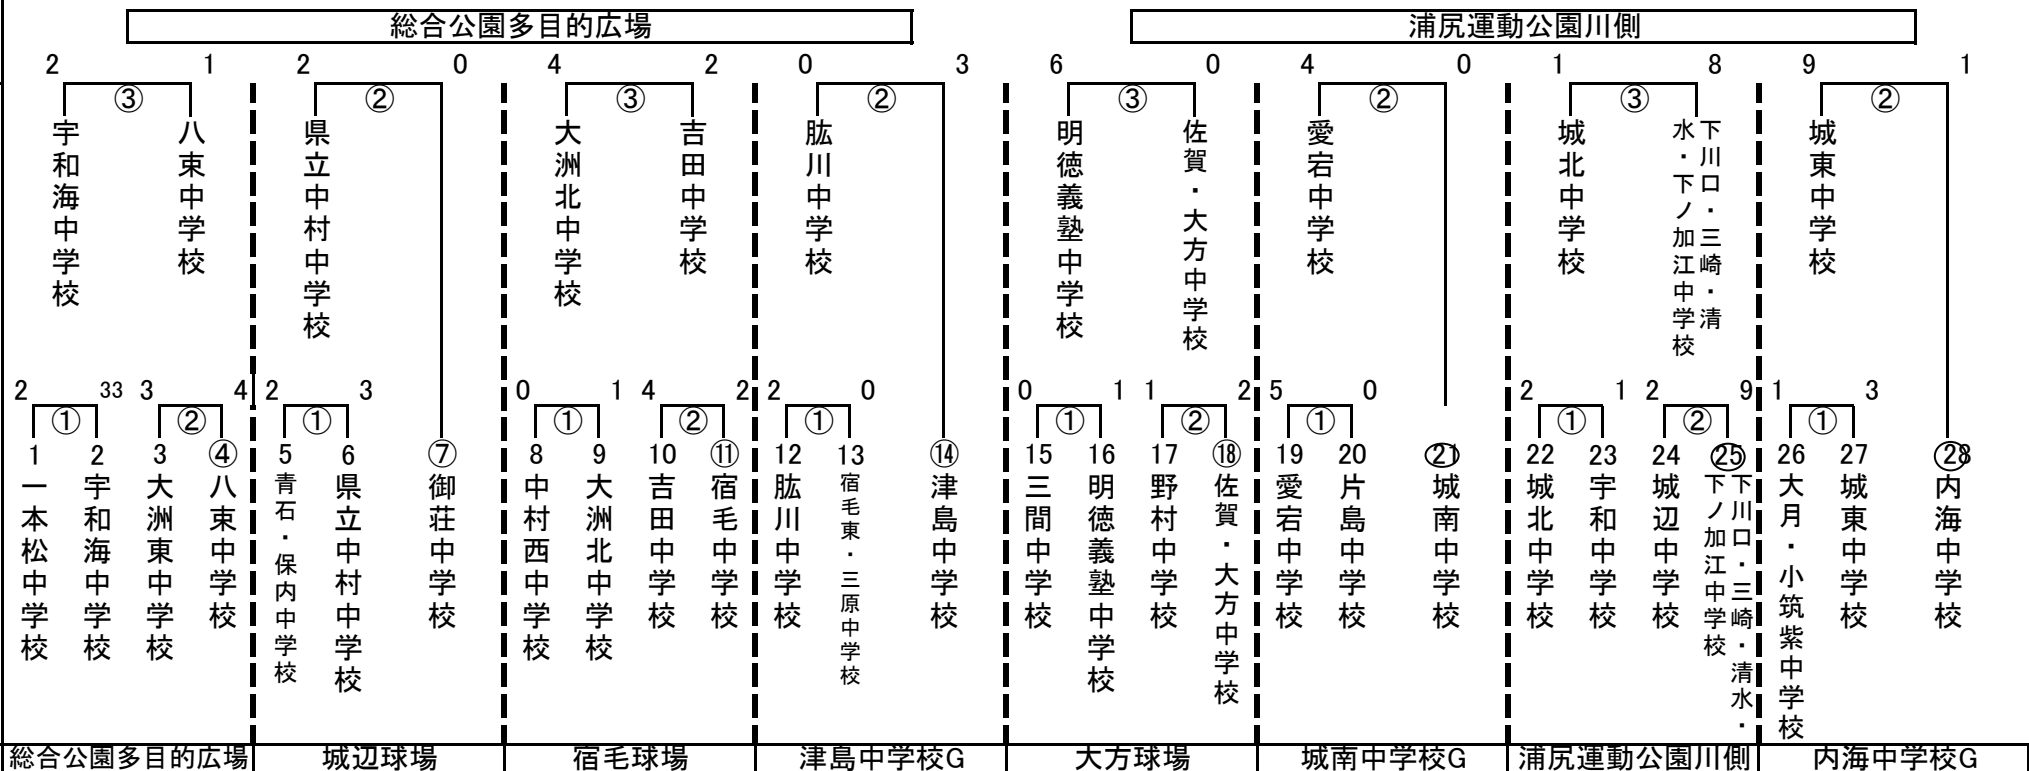 総合公園多目的広場
浦尻運動公園川側
2 1 2 0 4 2 0 3 6 0 4 0 1 8 9 1
③ ② ③ ② ③ ② ③ ②
宇和海中学校
八束中学校
県立中村中学校
大洲北中学校
吉田中学校
肱川中学校
明徳義塾中学校
佐賀・大方中学校
愛宕中学校
城北中学校
下川口・三崎・清
水・下ノ加江中学校
城東中学校
2 33 3 4 2 3 0 1 4 2 2 0 0 1 1 2 5 0 2 1 2 9 1 3
① ② ① ① ② ① ① ② ① ① ② ①
1 2 3 ④ 5 6 ⑦ 8 9 10 ⑪ 12 13 ⑭ 15 16 17 ⑱ 19 20 ㉑ 22 23 24 ㉕ 26 27 ㉘
一本松中学校
宇和海中学校
大洲東中学校
八束中学校
青石・保内中学校
県立中村中学校
御荘中学校
中村西中学校
大洲北中学校
吉田中学校
宿毛中学校
肱川中学校
宿毛東・三原中学校
津島中学校
三間中学校
明徳義塾中学校
野村中学校
佐賀・大方中学校
愛宕中学校
片島中学校
城南中学校
城北中学校
宇和中学校
城辺中学校
下川口・三崎・清水・
下ノ加江中学校
大月・小筑紫中学校
城東中学校
内海中学校
総合公園多目的広場 城辺球場 宿毛球場 津島中学校G 大方球場 城南中学校G 浦尻運動公園川側 内海中学校G